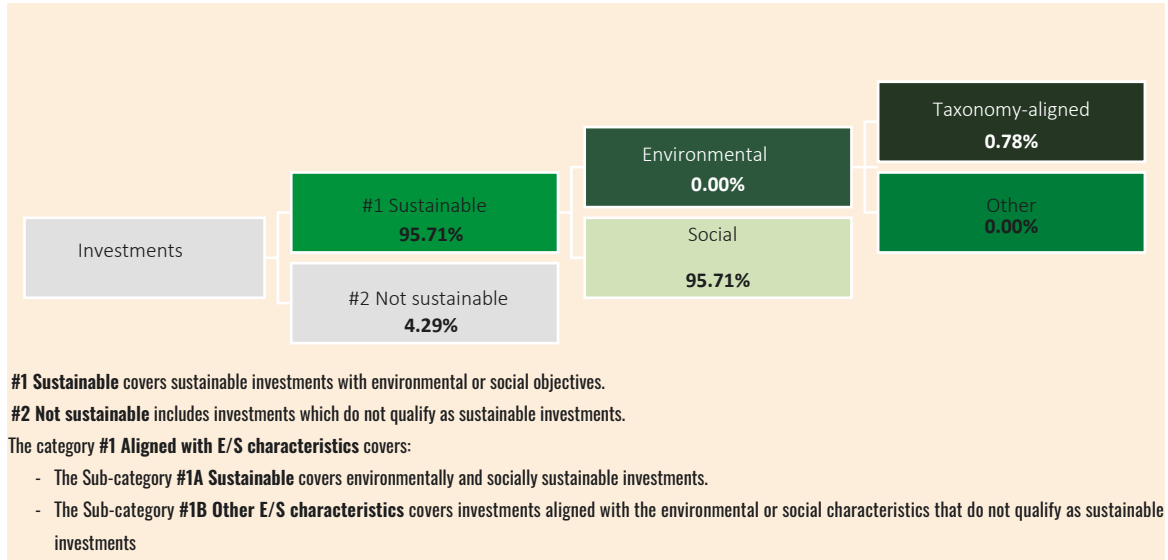 Investments
#1 Sustainable
95.71%
#2 Not sustainable
4.29%
Environmental
0.00%
Social
95.71%
Taxonomy-aligned
0.78%
Other
0.00%
#1 Sustainable covers sustainable investments with environmental or social objectives.
#2 Not sustainable includes investments which do not qualify as sustainable investments.
The category #1 Aligned with E/S characteristics covers:
- The Sub-category #1A Sustainable covers environmentally and socially sustainable investments.
- The Sub-category #1B Other E/S characteristics covers investments aligned with the environmental or social characteristics that do not qualify as sustainable
investments